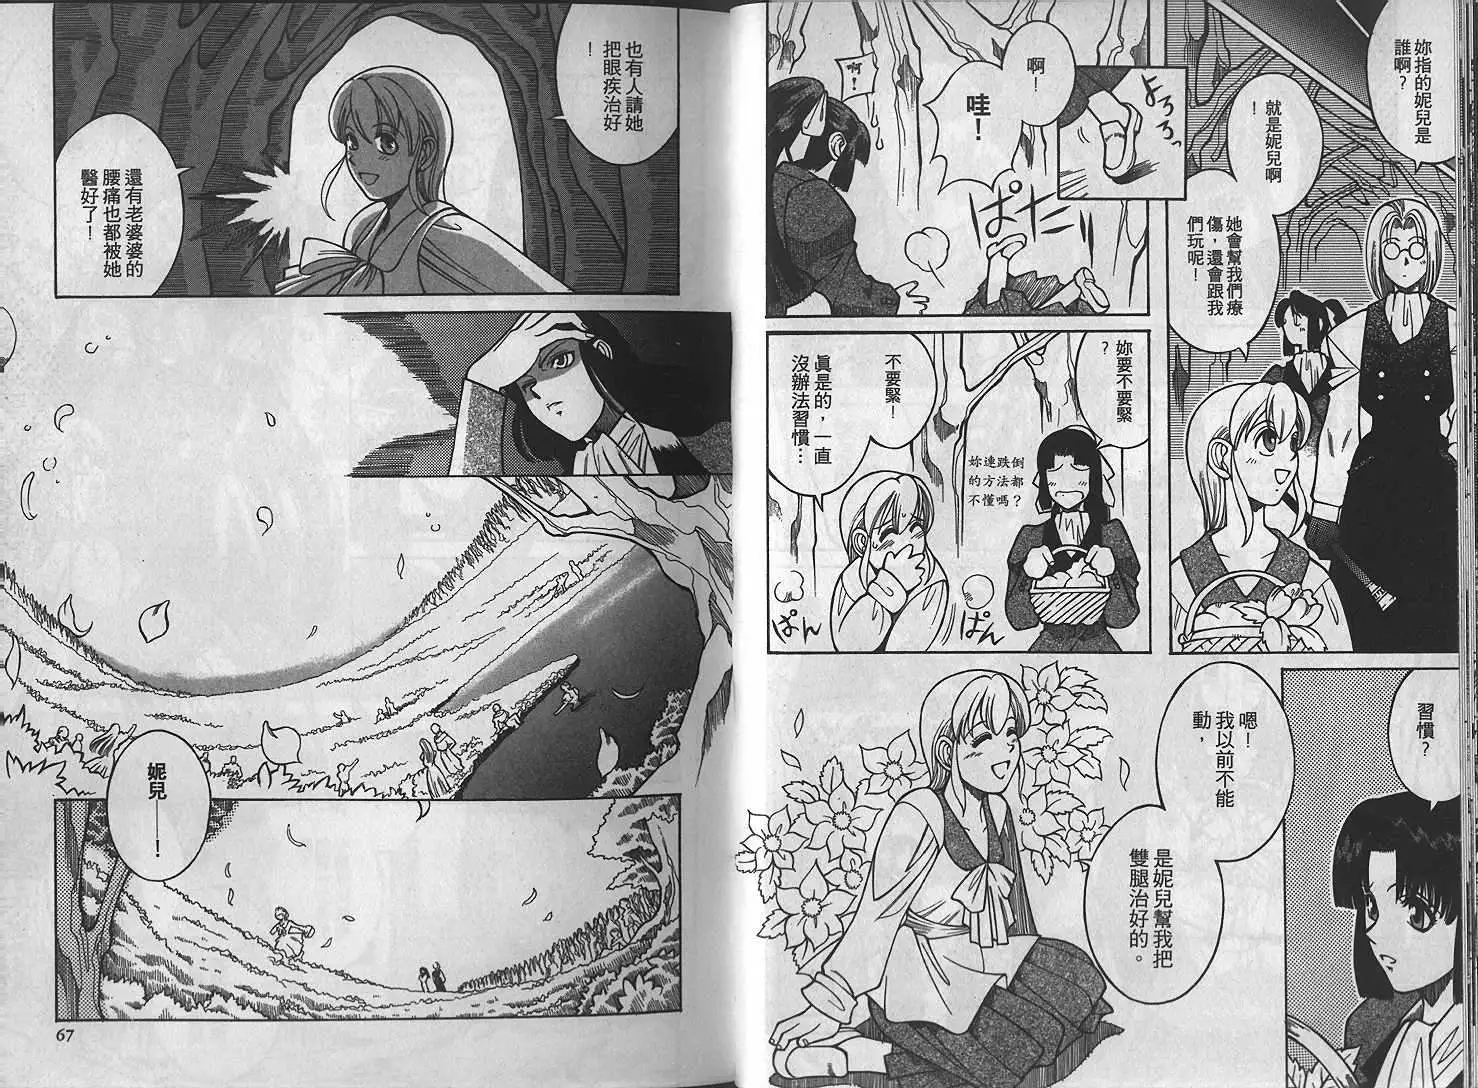 妳指的妮兒是
誰啊？
就是妮兒啊
！
她會幫我們療
傷，還會跟我
們玩呢！
よろろっ
啊！
哇！
啊！
ぱたり
妳要不要緊
？
妳連跌倒
的方法都
不懂嗎？
不要緊！
真是的，一直
沒辦法習慣…
ぱん
ぱん
習慣？
嗯！
我以前不能
動，
是妮兒幫我把
雙腿治好的。
也有人請她
把眼疾治好
！
還有老婆婆的
腰痛也都被她
醫好了！
妮兒——！
67